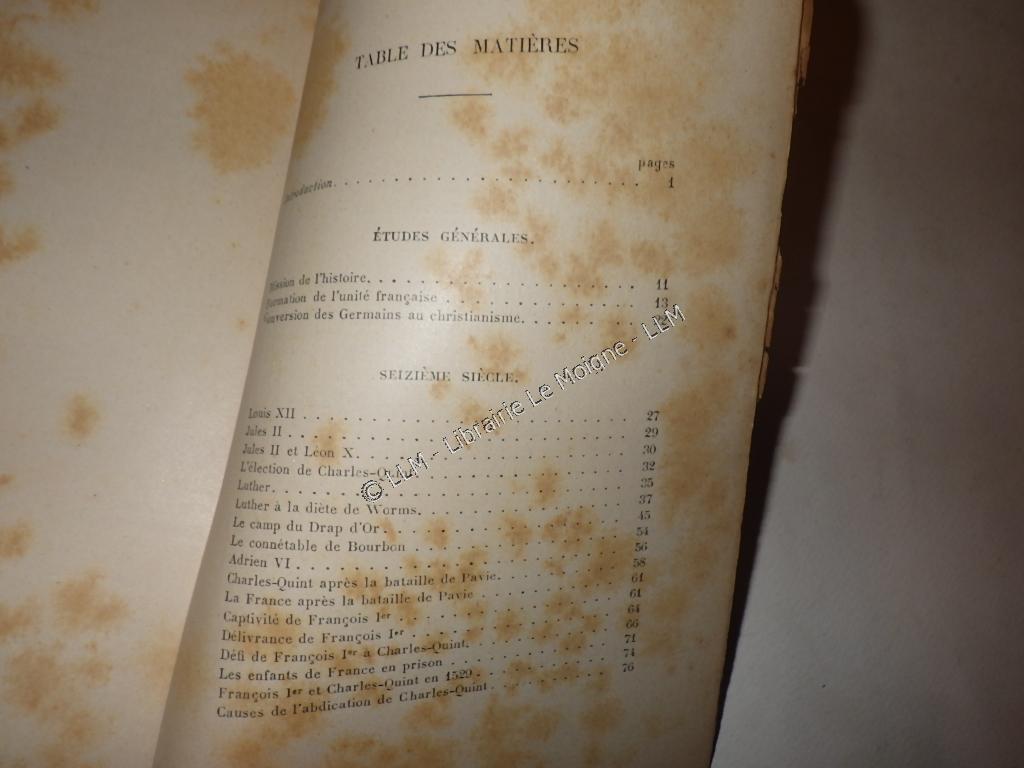 TABLE DES MATIÈRES
pages
Introduction. . . . . . . . . . . . . . . . . . . . . 1
ÉTUDES GÉNÉRALES.
Mission de l'histoire. . . . . . . . . . . . . . . . 11
Formation de l'unité française . . . . . . . . . . . 13
Conversion des Germains au christianisme. . . . . . .
SEIZIÈME SIÈCLE.
Louis XII . . . . . . . . . . . . . . . . . . . . . 27
Jules II . . . . . . . . . . . . . . . . . . . . . . 29
Jules II et Léon X. . . . . . . . . . . . . . . . . 30
L'élection de Charles-Quint . . . . . . . . . . . . 32
Luther. . . . . . . . . . . . . . . . . . . . . . . 35
Luther à la diète de Worms. . . . . . . . . . . . . 37
Le camp du Drap d'Or. . . . . . . . . . . . . . . . 45
Le connétable de Bourbon . . . . . . . . . . . . . . 54
Adrien VI . . . . . . . . . . . . . . . . . . . . . 56
Charles-Quint après la bataille de Pavie. . . . . . 58
La France après la bataille de Pavie . . . . . . . . 61
Captivité de François Ier . . . . . . . . . . . . . 61
Délivrance de François Ier . . . . . . . . . . . . . 64
Défi de François Ier à Charles-Quint. . . . . . . . 66
Les enfants de France en prison . . . . . . . . . . 71
François Ier et Charles-Quint en 1529 . . . . . . . 74
Causes de l'abdication de Charles-Quint . . . . . . 76
© LLM - Librairie Le Moigne - LLM